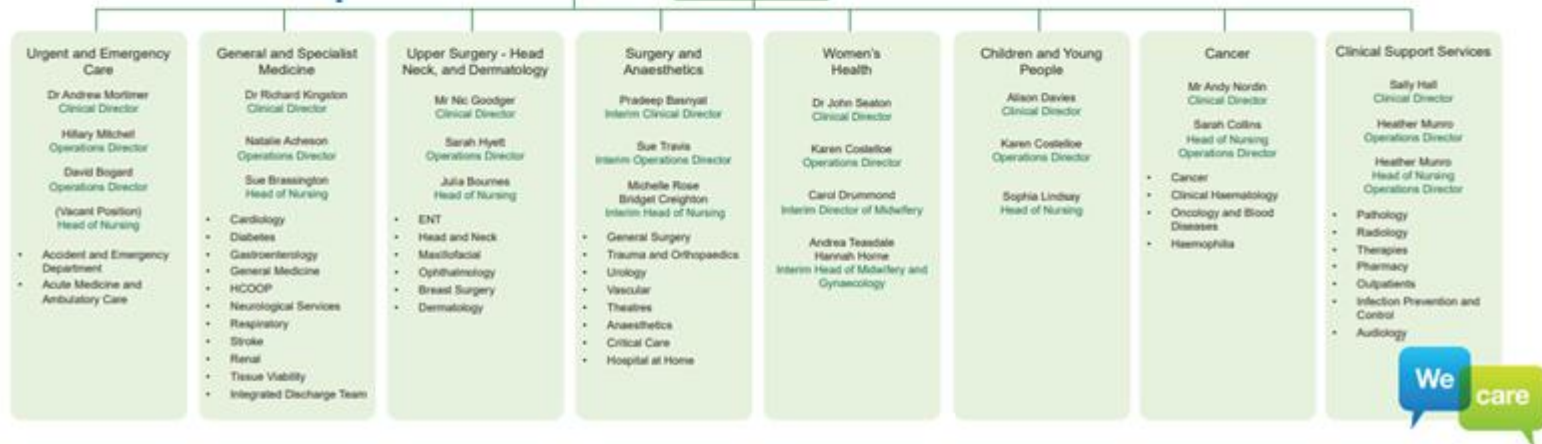 Urgent and Emergency
Care
Dr Andrew Mortimer
Clinical Director
Hillary Mitchell
Operations Director
David Bogard
Operations Director
(Vacant Position)
Head of Nursing
• Accident and Emergency
Department
• Acute Medicine and
Ambulatory Care
General and Specialist
Medicine
Dr Richard Kingston
Clinical Director
Natalie Acheson
Operations Director
Sue Brassington
Head of Nursing
• Cardiology
• Diabetes
• Gastroenterology
• General Medicine
• HCOOP
• Neurological Services
• Respiratory
• Stroke
• Renal
• Tissue Viability
• Integrated Discharge Team
Upper Surgery - Head
Neck, and Dermatology
Mr Nic Goodger
Clinical Director
Sarah Hyett
Operations Director
Julia Bournes
Head of Nursing
• ENT
• Head and Neck
• Maxillofacial
• Ophthalmology
• Breast Surgery
• Dermatology
Surgery and
Anaesthetics
Pradeep Basnyat
Interim Clinical Director
Sue Travis
Interim Operations Director
Michelle Rose
Bridget Creighton
Interim Head of Nursing
• General Surgery
• Trauma and Orthopaedics
• Urology
• Vascular
• Theatres
• Anaesthetics
• Critical Care
• Hospital at Home
Women's
Health
Dr John Seaton
Clinical Director
Karen Costelloe
Operations Director
Carol Drummond
Interim Director of Midwifery
Andrea Teasdale
Hannah Horne
Interim Head of Midwifery and
Gynaecology
Children and Young
People
Alison Davies
Clinical Director
Karen Costelloe
Operations Director
Sophia Lindsay
Head of Nursing
Cancer
Mr Andy Nordin
Clinical Director
Sarah Collins
Head of Nursing
Operations Director
• Cancer
• Clinical Haematology
• Oncology and Blood
Diseases
• Haemophilia
Clinical Support Services
Sally Hall
Clinical Director
Heather Munro
Operations Director
Heather Munro
Head of Nursing
Operations Director
• Pathology
• Radiology
• Therapies
• Pharmacy
• Outpatients
• Infection Prevention and
Control
• Audiology
We
care